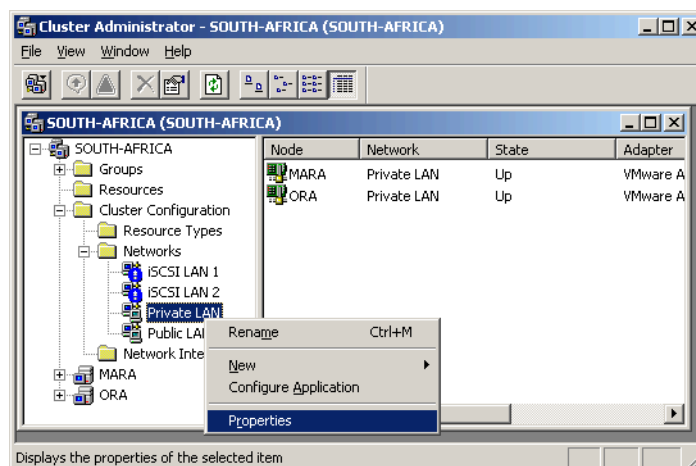 Cluster Administrator - SOUTH-AFRICA (SOUTH-AFRICA)
File View Window Help
SOUTH-AFRICA (SOUTH-AFRICA)
SOUTH-AFRICA
Groups
Resources
Cluster Configuration
Resource Types
Networks
iSCSI LAN 1
iSCSI LAN 2
Private LAN
Public LA
Network Inte
MARA
ORA
Node Network State Adapter
MARA Private LAN Up VMware A
ORA Private LAN Up VMware A
Rename Ctrl+M
New
Configure Application
Properties
Displays the properties of the selected item